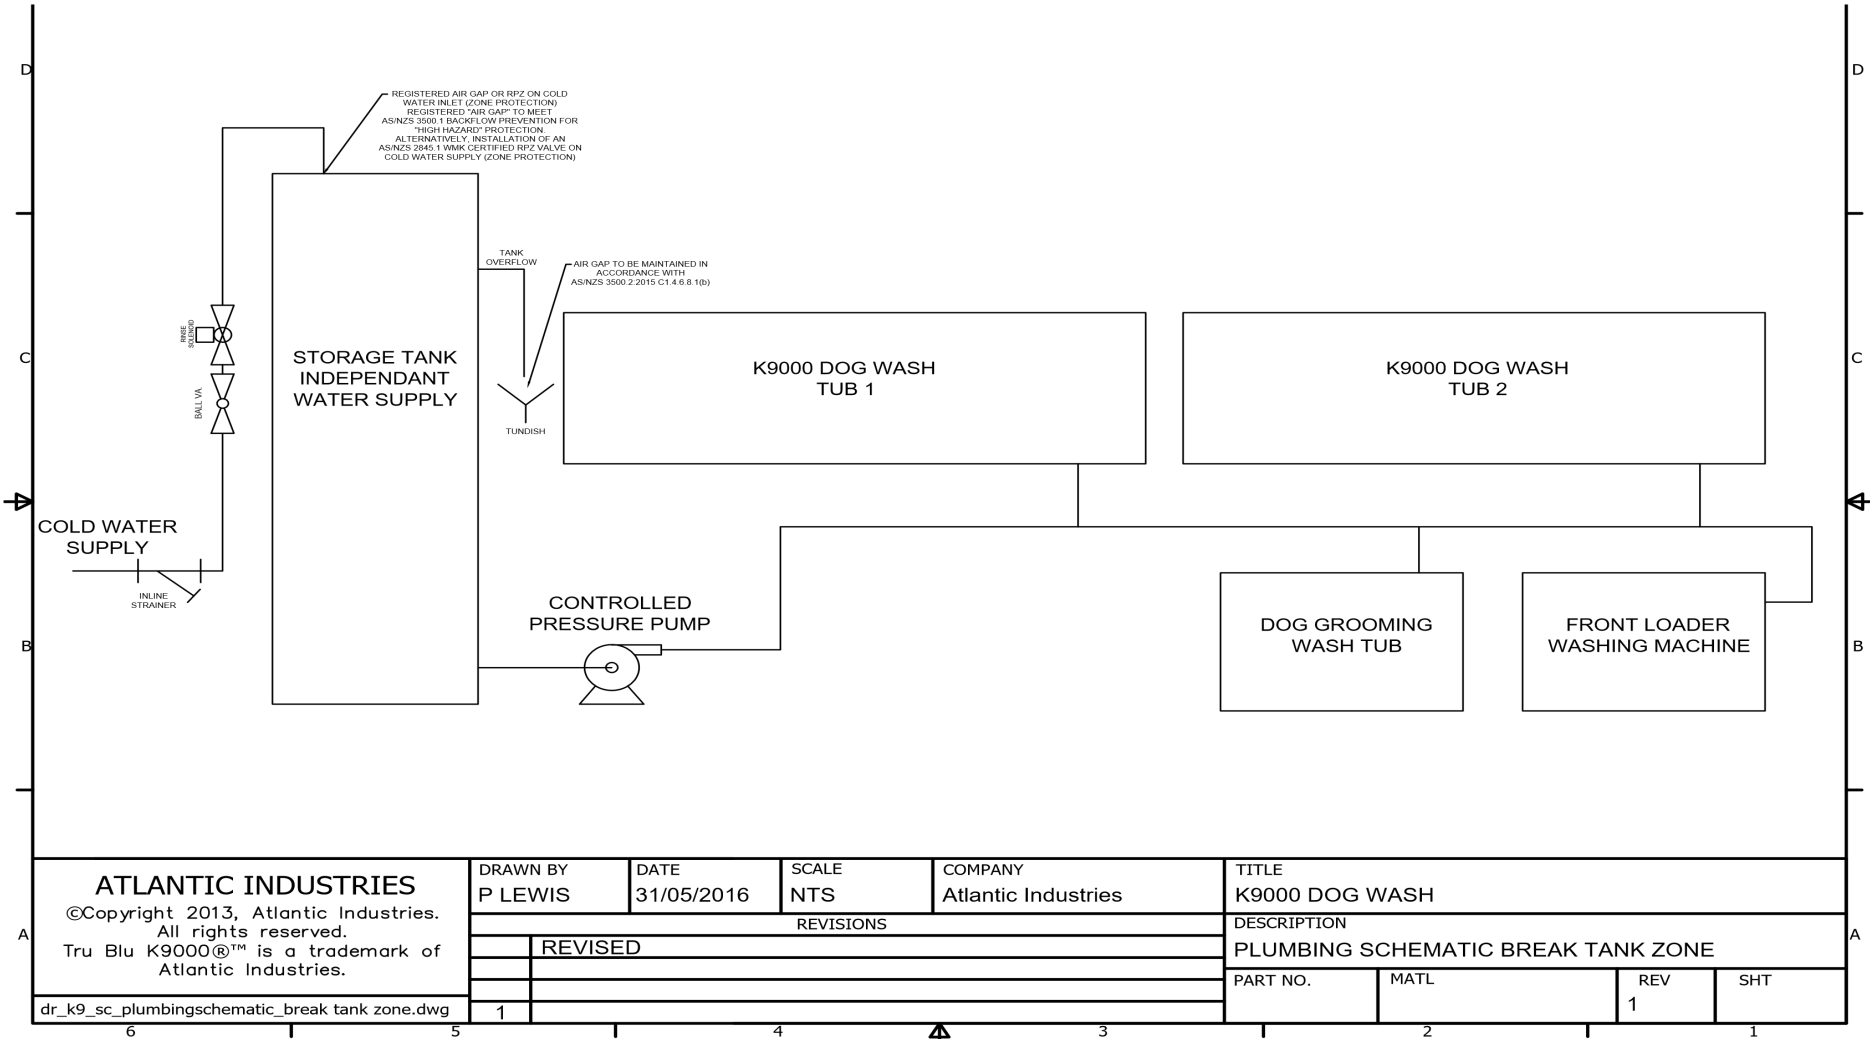 D
D
REGISTERED AIR GAP OR RPZ ON COLD
WATER INLET (ZONE PROTECTION)
REGISTERED "AIR GAP" TO MEET
AS/NZS 3500.1 BACKFLOW PREVENTION FOR
"HIGH HAZARD" PROTECTION.
ALTERNATIVELY, INSTALLATION OF AN
AS/NZS 2845.1 WMK CERTIFIED RPZ VALVE ON
COLD WATER SUPPLY (ZONE PROTECTION)
TANK
OVERFLOW
AIR GAP TO BE MAINTAINED IN
ACCORDANCE WITH
AS/NZS 3500.2:2015 C1.4.6.8.1(b)
RINSE
SOLENOID
BALL VA.
C
C
STORAGE TANK
INDEPENDANT
WATER SUPPLY
TUNDISH
K9000 DOG WASH
TUB 1
K9000 DOG WASH
TUB 2
COLD WATER
SUPPLY
INLINE
STRAINER
CONTROLLED
PRESSURE PUMP
DOG GROOMING
WASH TUB
FRONT LOADER
WASHING MACHINE
B
B
ATLANTIC INDUSTRIES
©Copyright 2013, Atlantic Industries.
All rights reserved.
Tru Blu K9000®™ is a trademark of
Atlantic Industries.
dr_k9_sc_plumbingschematic_break tank zone.dwg
DRAWN BY
P LEWIS
DATE
31/05/2016
SCALE
NTS
COMPANY
Atlantic Industries
TITLE
K9000 DOG WASH
REVISIONS
REVISED
1
DESCRIPTION
PLUMBING SCHEMATIC BREAK TANK ZONE
PART NO.
MATL
REV
1
SHT
A
A
6
5
4
3
2
1